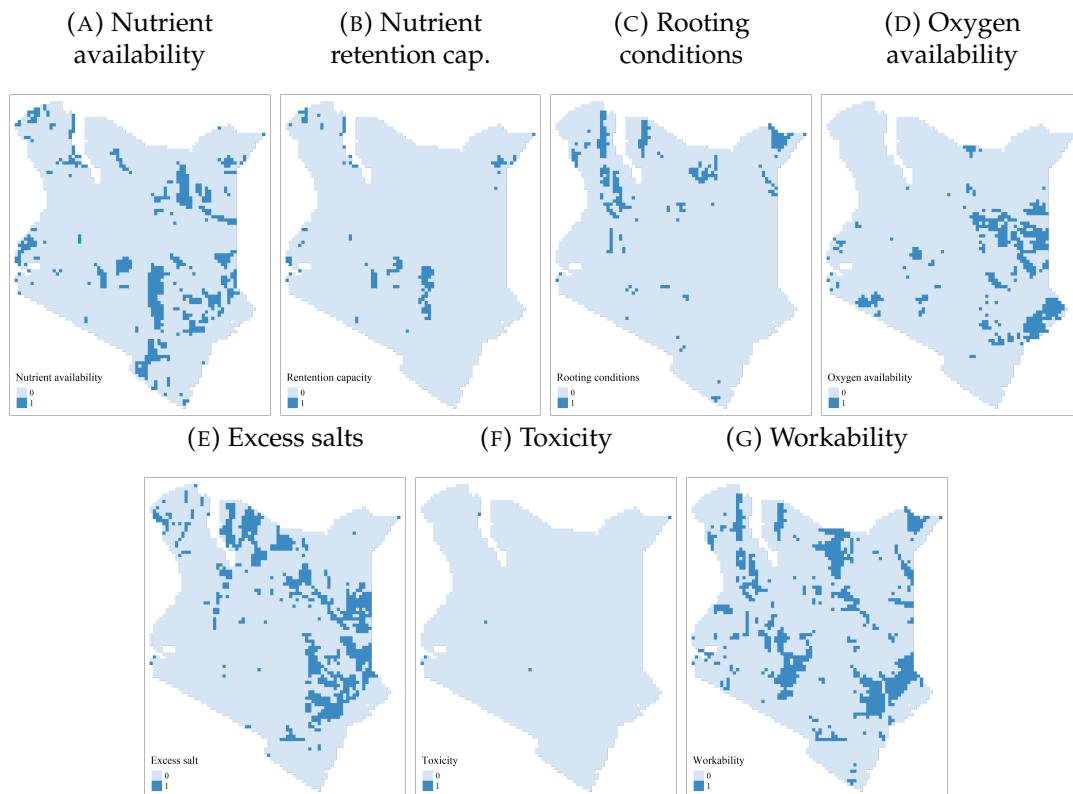 (A) Nutrient
availability
(B) Nutrient
retention cap.
(C) Rooting
conditions
(D) Oxygen
availability
Nutrient availability
0
1
Rentention capacity
0
1
Rooting conditions
0
1
Oxygen availability
0
1
(E) Excess salts
(F) Toxicity
(G) Workability
Excess salt
0
1
Toxicity
0
1
Workability
0
1